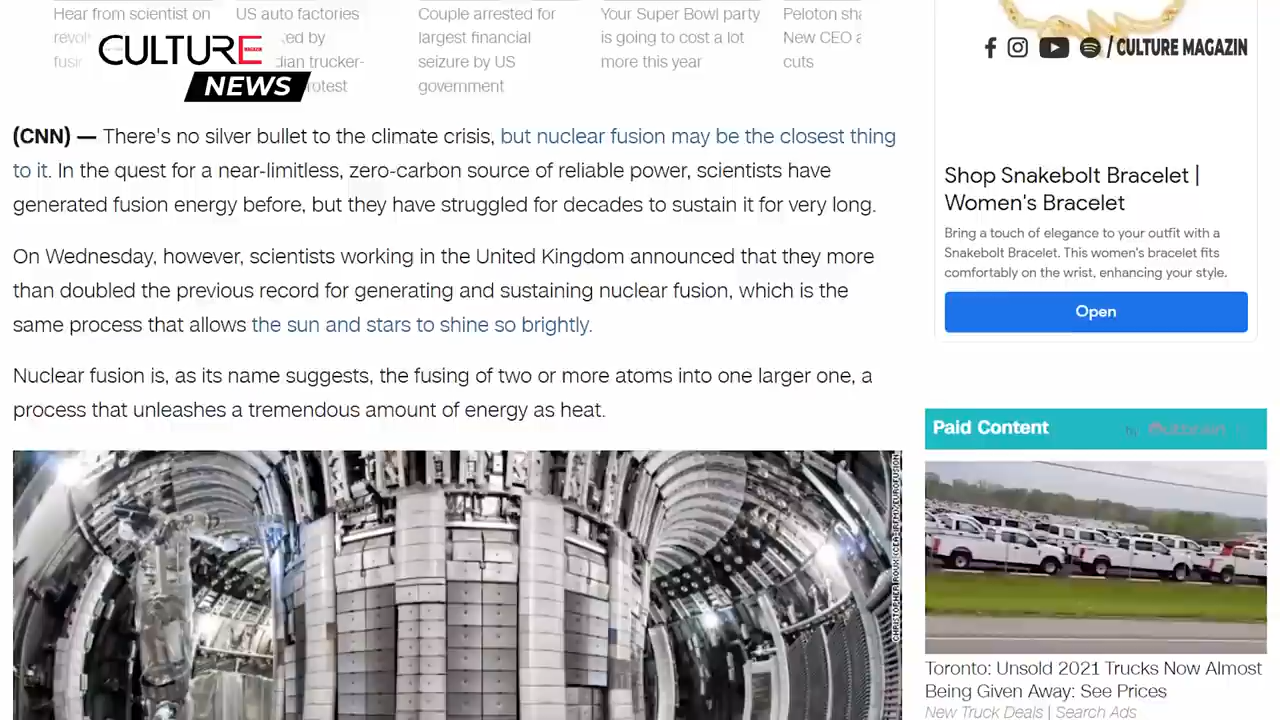 Hear from scientist on
US auto factories
Couple arrested for
Your Super Bowl party
Peloton
largest financial
is going to cost a lot
New CEO
seizure by US
more this year
cuts
government
CULTURE
NEWS
/ CULTURE MAGAZIN
(CNN) — There's no silver bullet to the climate crisis, but nuclear fusion may be the closest thing
to it. In the quest for a near-limitless, zero-carbon source of reliable power, scientists have
generated fusion energy before, but they have struggled for decades to sustain it for very long.
On Wednesday, however, scientists working in the United Kingdom announced that they more
than doubled the previous record for generating and sustaining nuclear fusion, which is the
same process that allows the sun and stars to shine so brightly.
Nuclear fusion is, as its name suggests, the fusing of two or more atoms into one larger one, a
process that unleashes a tremendous amount of energy as heat.
Shop Snakebolt Bracelet |
Women's Bracelet
Bring a touch of elegance to your outfit with a
Snakebolt Bracelet. This women's bracelet fits
comfortably on the wrist, enhancing your style.
Open
Paid Content
by
Toronto: Unsold 2021 Trucks Now Almost
Being Given Away: See Prices
New Truck Deals | Search Ads